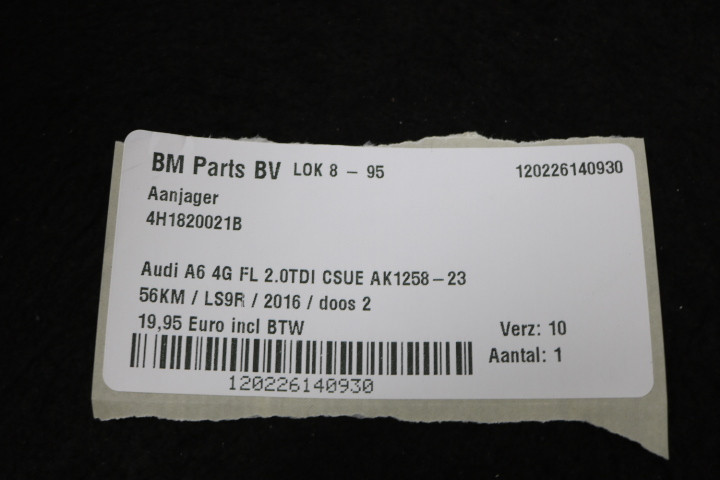 BM Parts BV LOK 8 - 95 120226140930
Aanjager
4H1820021B
Audi A6 4G FL 2.0TDI CSUE AK1258-23
56KM / LS9R / 2016 / doos 2
19,95 Euro incl BTW Verz: 10
Aantal: 1
120226140930